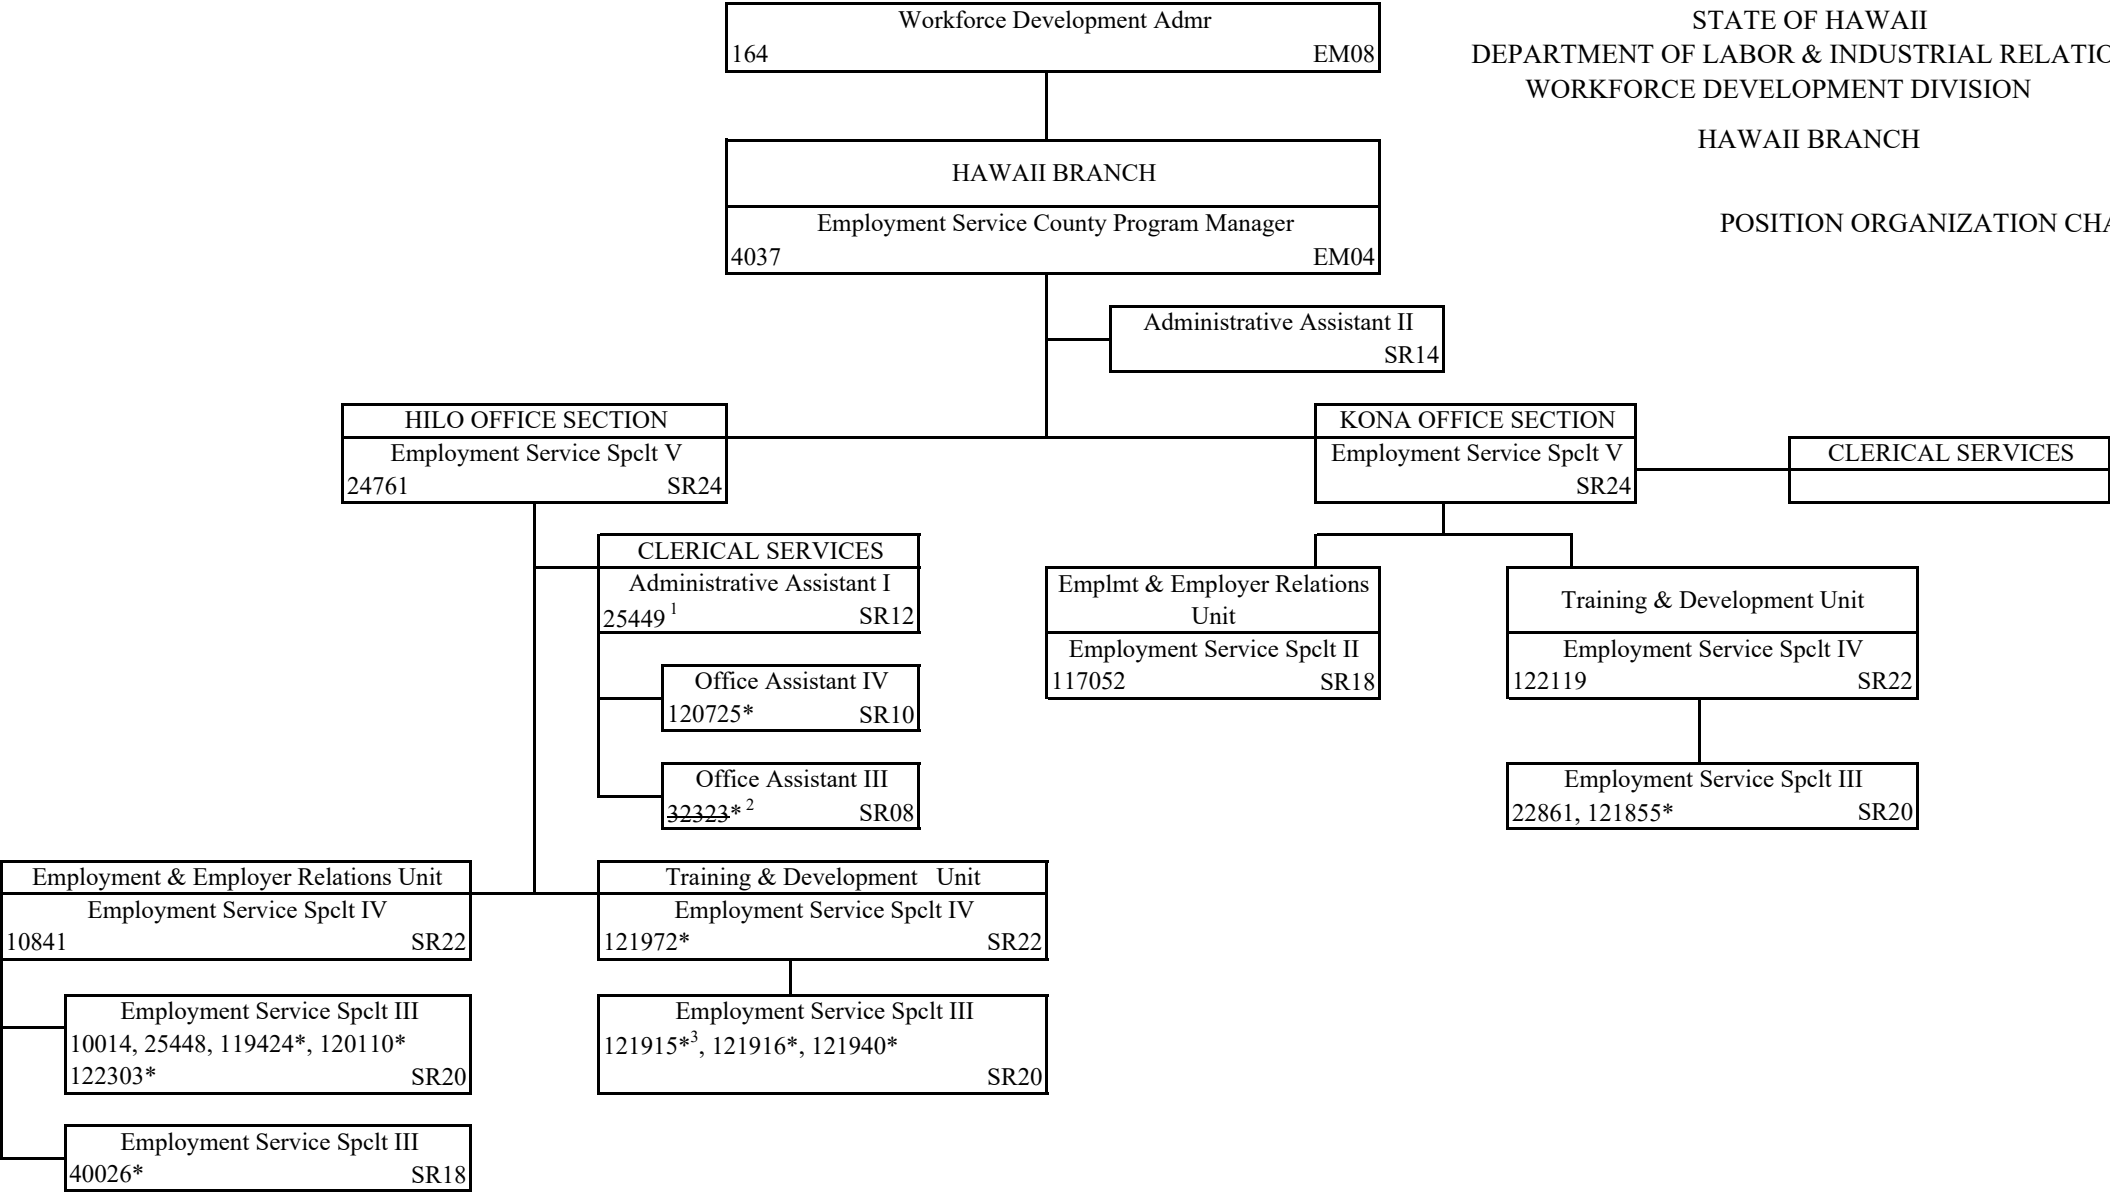 Workforce Development Admr
164 EM08
STATE OF HAWAII
DEPARTMENT OF LABOR & INDUSTRIAL RELATIO
WORKFORCE DEVELOPMENT DIVISION
HAWAII BRANCH
POSITION ORGANIZATION CHA
HAWAII BRANCH
Employment Service County Program Manager
4037 EM04
Administrative Assistant II
SR14
HILO OFFICE SECTION
Employment Service Spclt V
24761 SR24
KONA OFFICE SECTION
Employment Service Spclt V
SR24
CLERICAL SERVICES
CLERICAL SERVICES
Administrative Assistant I
25449 1 SR12
Office Assistant IV
120725* SR10
Office Assistant III
32323* 2 SR08
Emplmt & Employer Relations
Unit
Employment Service Spclt II
117052 SR18
Training & Development Unit
Employment Service Spclt IV
122119 SR22
Employment Service Spclt III
22861, 121855* SR20
Employment & Employer Relations Unit
Employment Service Spclt IV
10841 SR22
Employment Service Spclt III
10014, 25448, 119424*, 120110*
122303* SR20
Employment Service Spclt III
40026* SR18
Training & Development Unit
Employment Service Spclt IV
121972* SR22
Employment Service Spclt III
121915*3, 121916*, 121940*
SR20